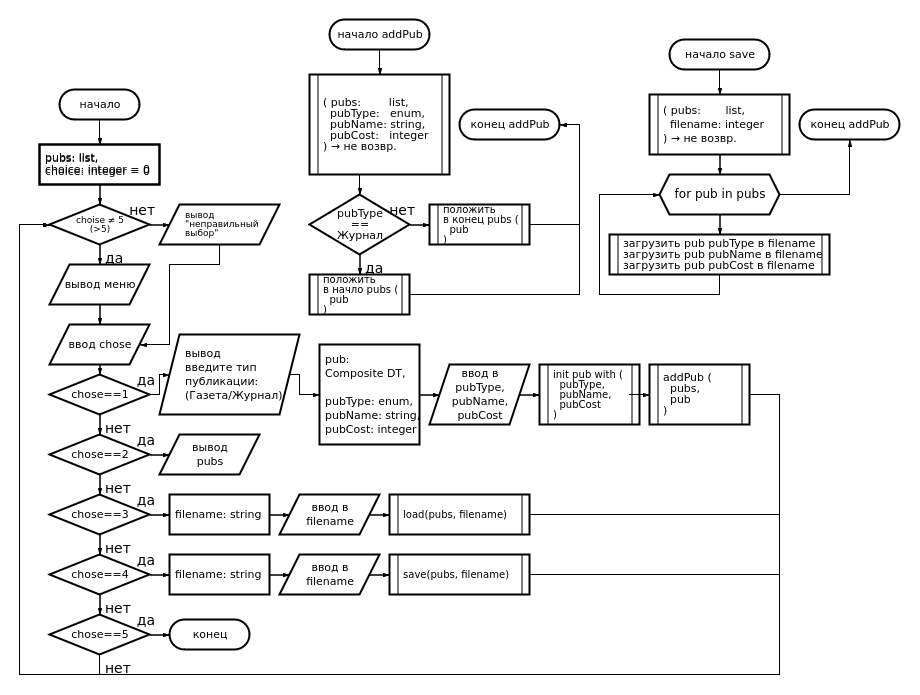 начало addPub
( pubs: list,
pubType: enum,
pubName: string,
pubCost: integer
) → не возвр.
pubType
==
Журнал
нет
да
положить
в конец pubs (
pub
)
положить
в начло pubs (
pub
)
конец addPub
начало save
( pubs: list,
filename: integer
) → не возвр.
for pub in pubs
загрузить pub pubType в filename
загрузить pub pubName в filename
загрузить pub pubCost в filename
конец addPub
начало
pubs: list,
choice: integer = 0
choise ≠ 5
(>5)
нет
да
вывод
"неправильный
выбор"
вывод меню
ввод chose
chose==1
да
нет
вывод
введите тип
публикации:
(Газета/Журнал)
pub:
Composite DT,
pubType: enum,
pubName: string,
pubCost: integer
ввод в
pubType,
pubName,
pubCost
init pub with (
pubType,
pubName,
pubCost
)
addPub (
pubs,
pub
)
chose==2
да
нет
вывод
pubs
chose==3
да
нет
filename: string
ввод в
filename
load(pubs, filename)
chose==4
да
нет
filename: string
ввод в
filename
save(pubs, filename)
chose==5
да
нет
конец